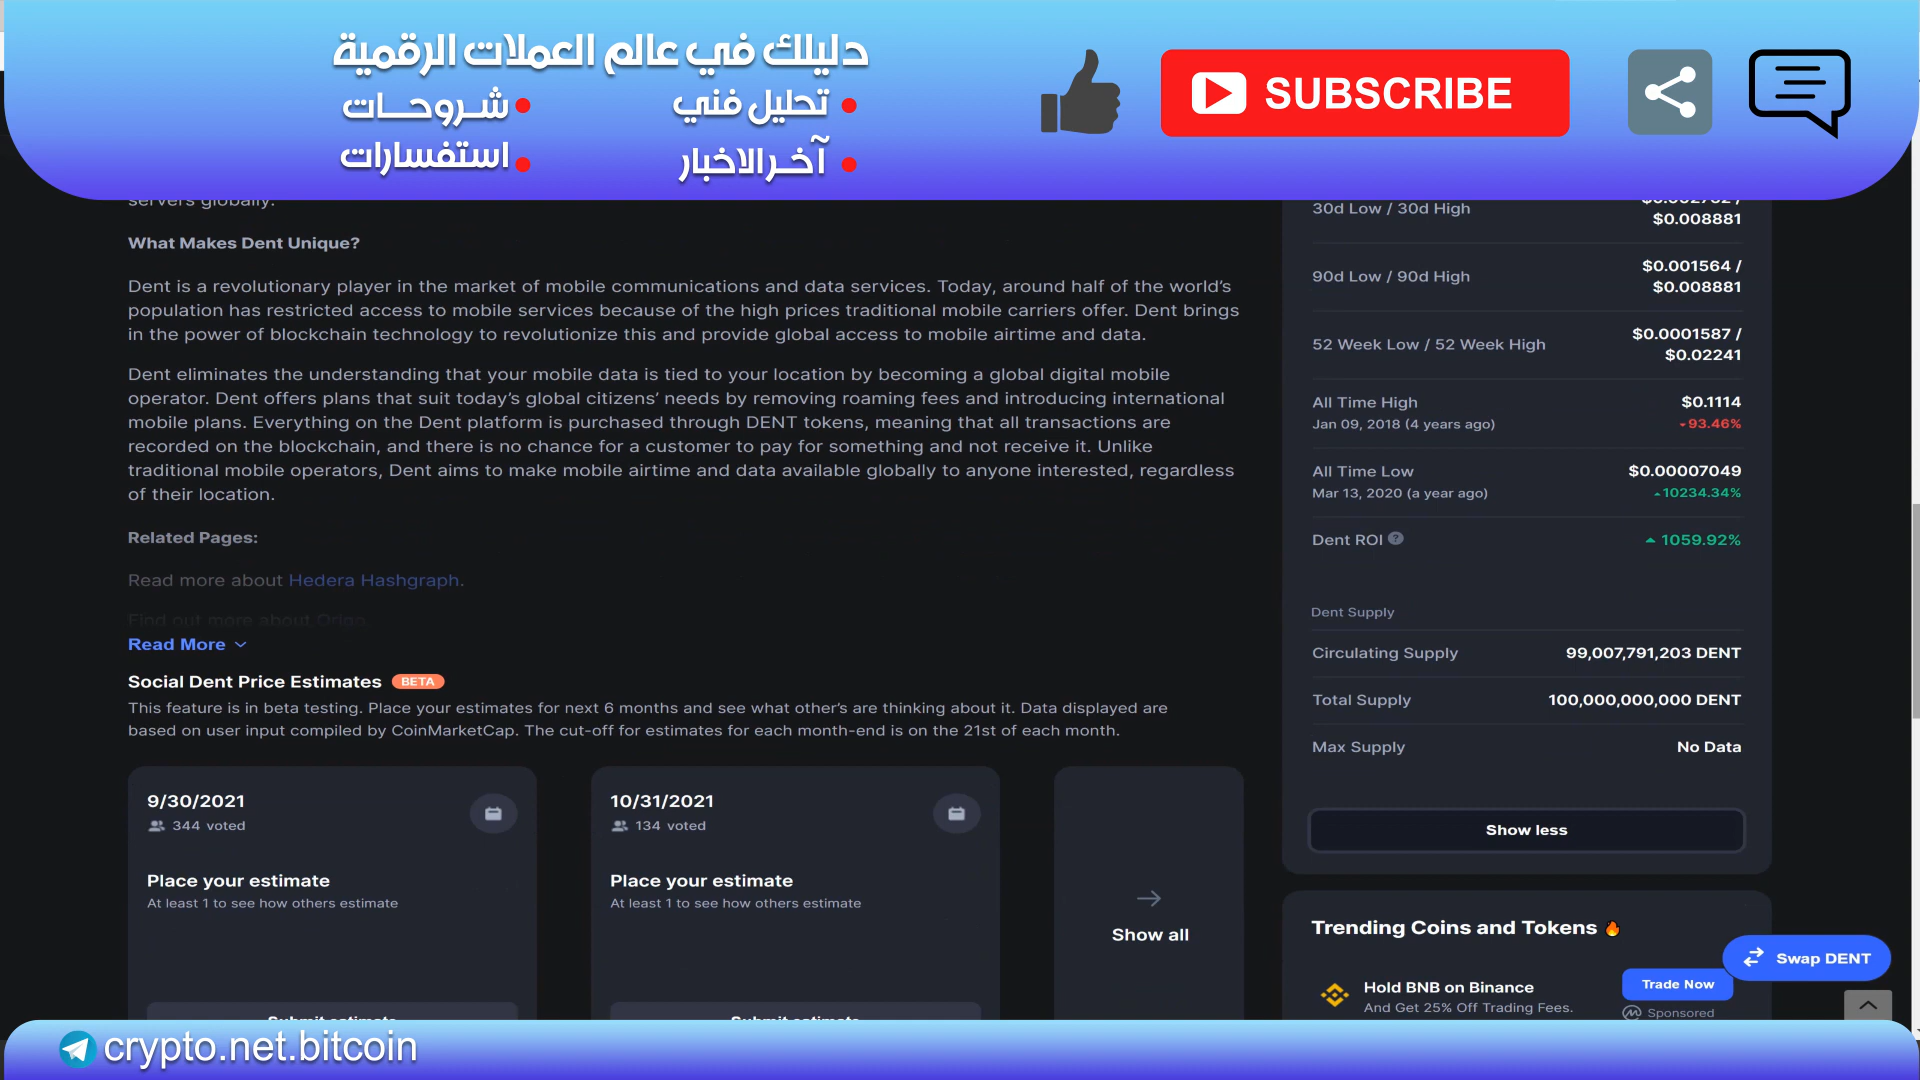 دليلك في عالم العملات الرقمية
تحليل فني
شروحات
آخر الاخبار
استفسارات
SUBSCRIBE
servers globally.
What Makes Dent Unique?
Dent is a revolutionary player in the market of mobile communications and data services. Today, around half of the world's
population has restricted access to mobile services because of the high prices traditional mobile carriers offer. Dent brings
in the power of blockchain technology to revolutionize this and provide global access to mobile airtime and data.
Dent eliminates the understanding that your mobile data is tied to your location by becoming a global digital mobile
operator. Dent offers plans that suit today's global citizens' needs by removing roaming fees and introducing international
mobile plans. Everything on the Dent platform is purchased through DENT tokens, meaning that all transactions are
recorded on the blockchain, and there is no chance for a customer to pay for something and not receive it. Unlike
traditional mobile operators, Dent aims to make mobile airtime and data available globally to anyone interested, regardless
of their location.
Related Pages:
Read more about Hedera Hashgraph.
Find out more about Origo.
Read More
Social Dent Price Estimates BETA
This feature is in beta testing. Place your estimates for next 6 months and see what other's are thinking about it. Data displayed are
based on user input compiled by CoinMarketCap. The cut-off for estimates for each month-end is on the 21st of each month.
9/30/2021
344 voted
Place your estimate
At least 1 to see how others estimate
Submit estimate
10/31/2021
134 voted
Place your estimate
At least 1 to see how others estimate
Submit estimate
Show all
30d Low / 30d High
$0.008881
90d Low / 90d High
$0.001564 /
$0.008881
52 Week Low / 52 Week High
$0.0001587 /
$0.02241
All Time High $0.1114
Jan 09, 2018 (4 years ago) 93.46%
All Time Low $0.00007049
Mar 13, 2020 (a year ago) 10234.34%
Dent ROI ? 1059.92%
Dent Supply
Circulating Supply 99,007,791,203 DENT
Total Supply 100,000,000,000 DENT
Max Supply No Data
Show less
Trending Coins and Tokens
Swap DENT
Hold BNB on Binance
And Get 25% Off Trading Fees.
Trade Now
Sponsored
crypto.net.bitcoin